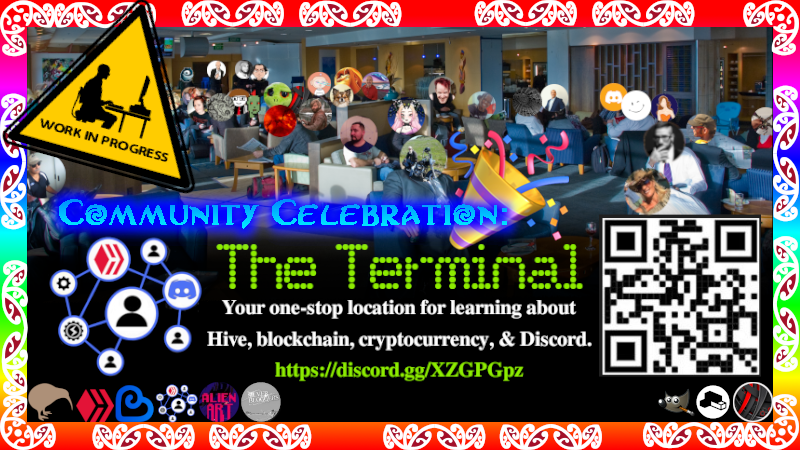 WORK IN PROGRESS
Community Celebration:
The Terminal
Your one-stop location for learning about
Hive, blockchain, cryptocurrency, & Discord.
https://discord.gg/XZGPGpz
ALIEN
ART